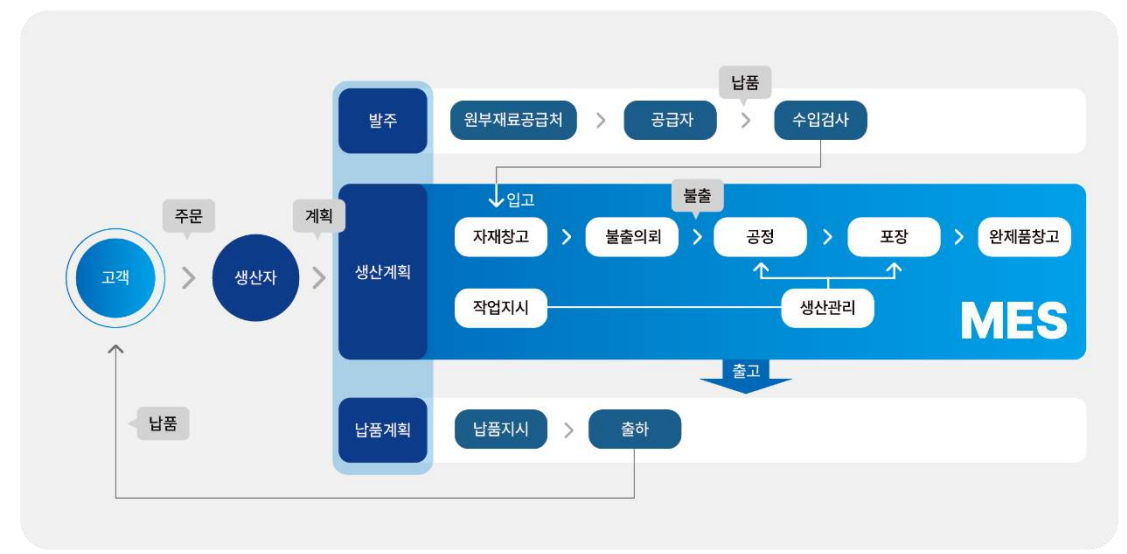 납품
발주
원부재료공급처
공급자
수입검사
입고
불출
주문
계획
자재창고
불출의뢰
공정
포장
완제품창고
고객
생산자
생산계획
작업지시
생산관리
MES
출고
납품
납품계획
납품지시
출하